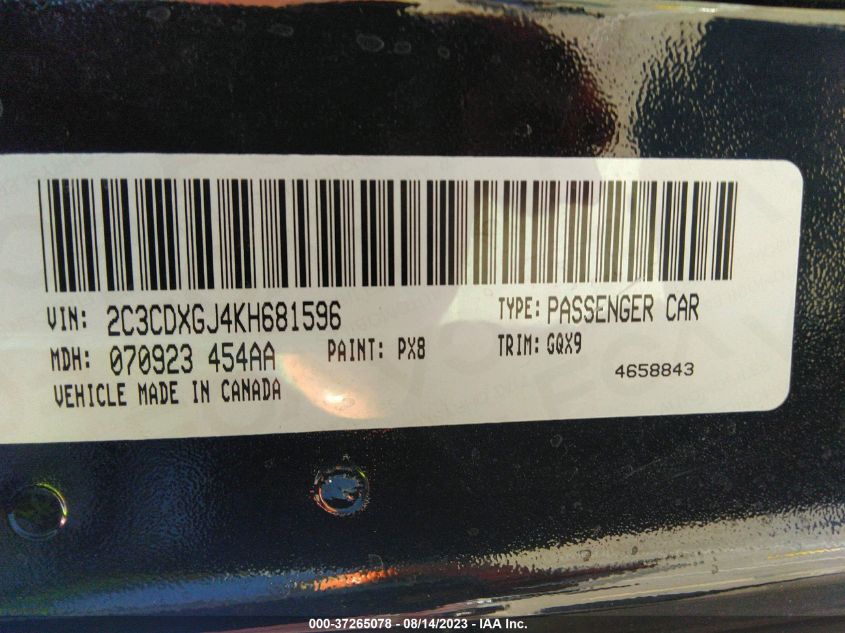 VIN: 2C3CDXGJ4KH681596 TYPE: PASSENGER CAR
MDH: 070923 454AA PAINT: PX8 TRIM: GQX9
4658843
VEHICLE MADE IN CANADA
000-37265078 - 08/14/2023 - IAA Inc.